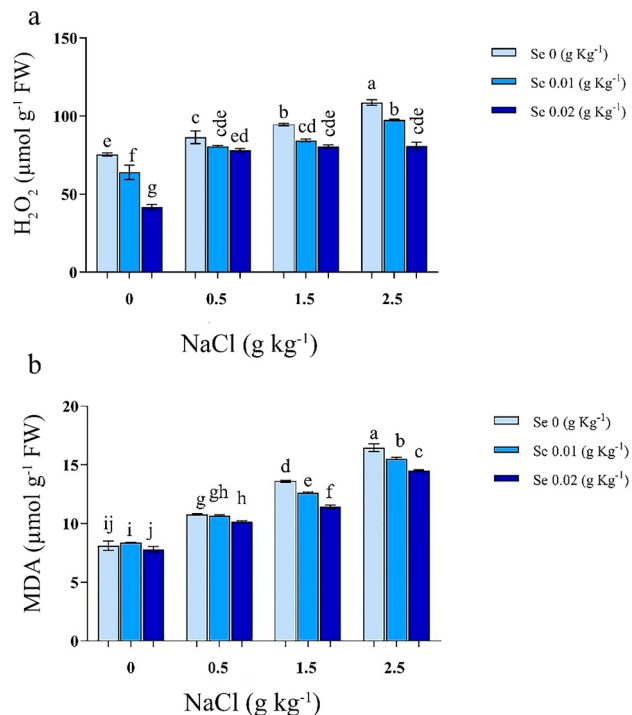 a
150
100
50
0
H₂O₂ (µmol g⁻¹ FW)
e f g
c cde ed
b cd cde
a b cde
0 0.5 1.5 2.5
NaCl (g kg⁻¹)
Se 0 (g Kg⁻¹)
Se 0.01 (g Kg⁻¹)
Se 0.02 (g Kg⁻¹)
b
20
15
10
5
0
MDA (µmol g⁻¹ FW)
ij i j
g gh h
d e f
a b c
0 0.5 1.5 2.5
NaCl (g kg⁻¹)
Se 0 (g Kg⁻¹)
Sc 0.01 (g Kg⁻¹)
Se 0.02 (g Kg⁻¹)